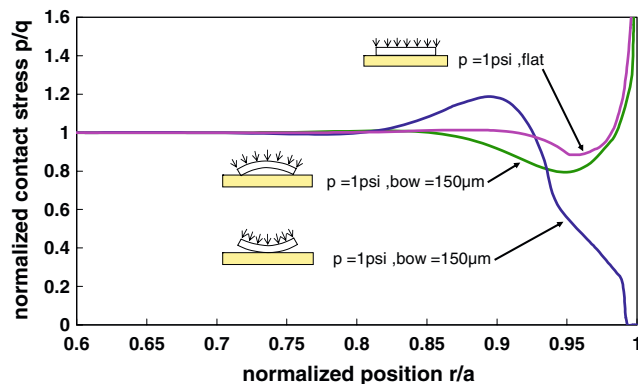 1.6
1.4
1.2
1
0.8
0.6
0.4
0.2
0
normalized contact stress p/q
p =1psi ,flat
p =1psi ,bow =150μm
p =1psi ,bow =150μm
0.6 0.65 0.7 0.75 0.8 0.85 0.9 0.95 1
normalized position r/a